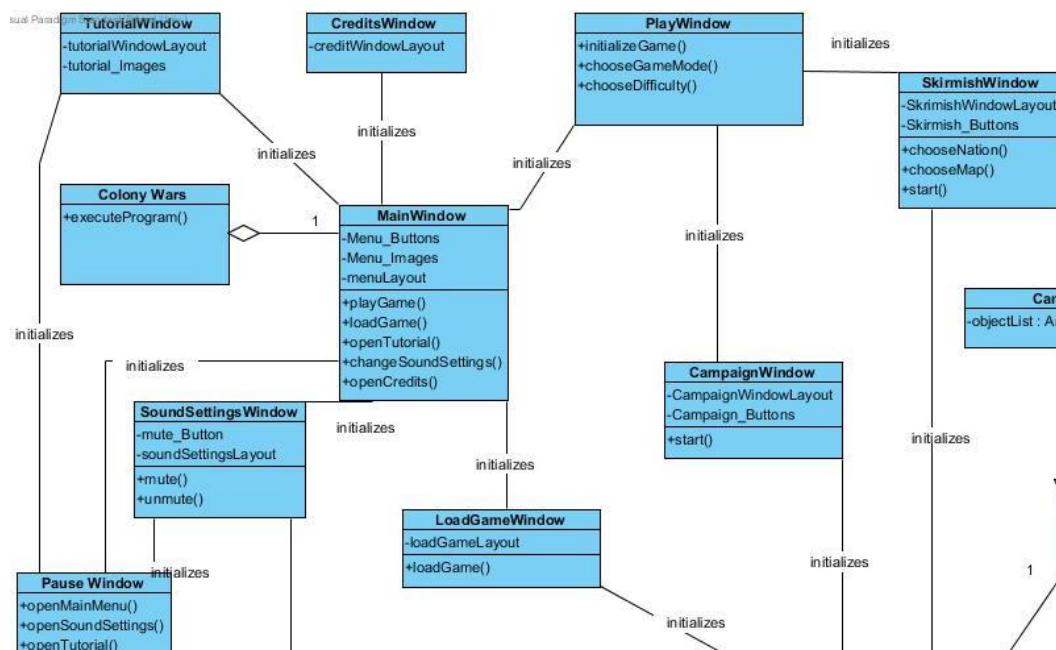 TutorialWindow
-tutorialWindowLayout
-tutorial_Images
CreditsWindow
-creditWindowLayout
PlayWindow
+initializeGame()
+chooseGameMode()
+chooseDifficulty()
initializes
SkirmishWindow
-SkrimishWindowLayout
-Skirmish_Buttons
+chooseNation()
+chooseMap()
+start()
initializes
initializes
initializes
Colony Wars
+executeProgram()
1
MainWindow
-Menu_Buttons
-Menu_Images
-menuLayout
+playGame()
+loadGame()
+openTutorial()
+changeSoundSettings()
+openCredits()
initializes
-objectList :
initializes
initializes
CampaignWindow
-CampaignWindowLayout
-Campaign_Buttons
+start()
SoundSettingsWindow
-mute_Button
-soundSettingsLayout
+mute()
+unmute()
initializes
initializes
initializes
LoadGameWindow
-loadGameLayout
+loadGame()
initializes
initializes
1
Pause Window
+openMainMenu()
+openSoundSettings()
+openTutorial()
initializes